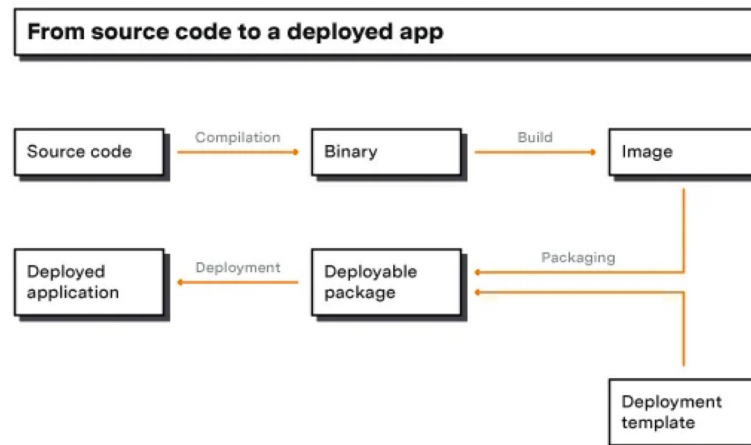 From source code to a deployed app
Source code
Compilation
Binary
Build
Image
Deployed
application
Deployment
Deployable
package
Packaging
Deployment
template